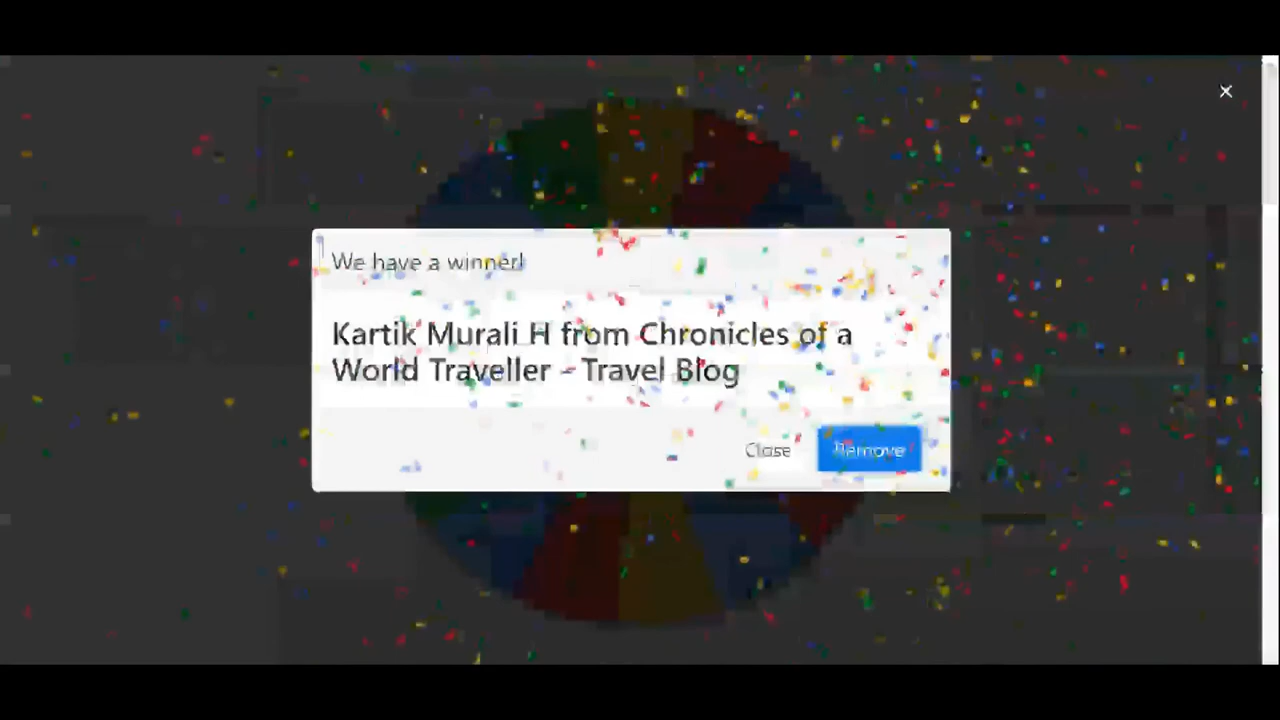 We have a winner!
Kartik Murali H from Chronicles of a
World Traveller - Travel Blog
Close
Remove